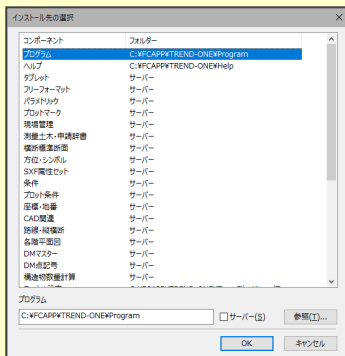 インストール先の選択
コンポーネント フォルダー
プログラム C:¥FCAPP¥TREND-ONE¥Program
ヘルプ C:¥FCAPP¥TREND-ONE¥Help
タブレット サーバー
フリーフォーマット サーバー
パラメトリック サーバー
プロットマーク サーバー
現場管理 サーバー
測量土木・申請辞書 サーバー
横断標準断面 サーバー
方位・シンボル サーバー
SXF属性セット サーバー
条件 サーバー
プロット条件 サーバー
座標・地番 サーバー
CAD関連 サーバー
路線・縦横断 サーバー
各階平面図 サーバー
DMマスター サーバー
DM点記号 サーバー
構造物数量計算 サーバー
プログラム
C:¥FCAPP¥TREND-ONE¥Program サーバー(S) 参照(T)...
OK キャンセル